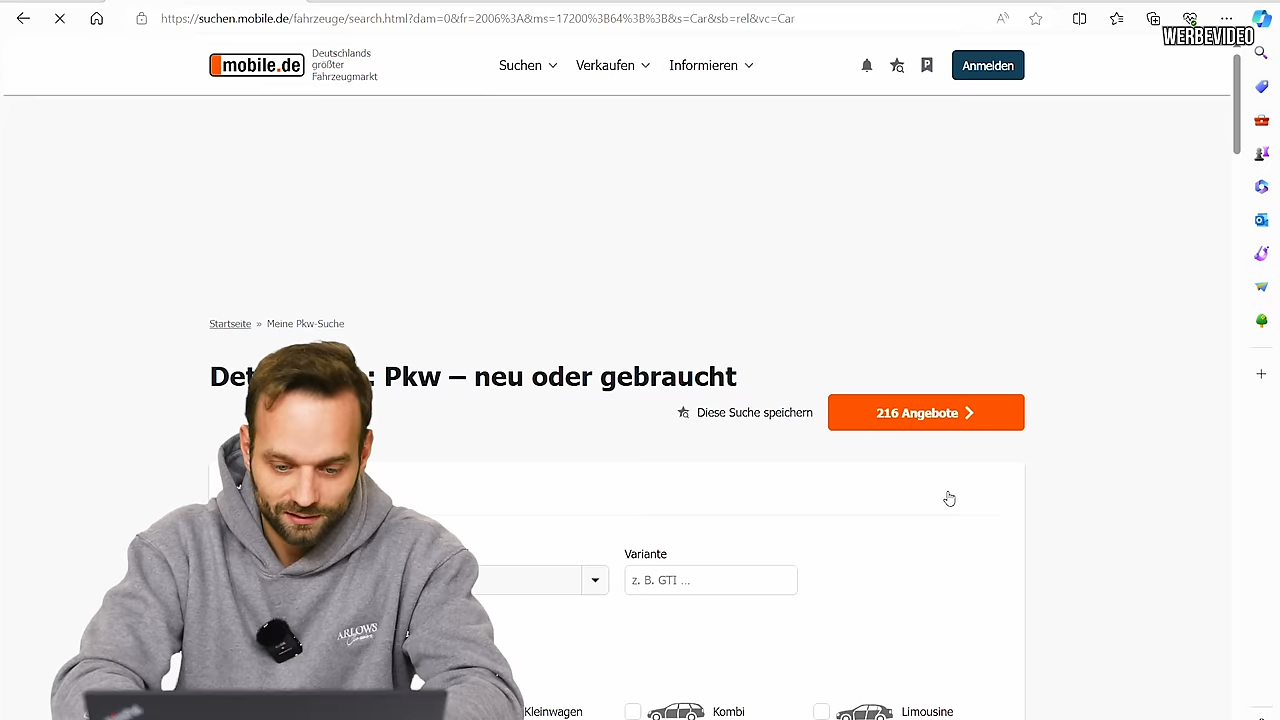 https://suchen.mobile.de/fahrzeuge/search.html?dam=0&fr=2006%3A&ms=17200%3B64%3B%3B&s=Car&sb=rel&vc=Car
WERBEVIDEO
mobile.de
Deutschlands
größter
Fahrzeugmarkt
Suchen
Verkaufen
Informieren
Anmelden
Startseite » Meine Pkw-Suche
Det : Pkw – neu oder gebraucht
Diese Suche speichern
216 Angebote
Variante
z. B. GTI ...
ARLOWS
Kleinwagen
Kombi
Limousine